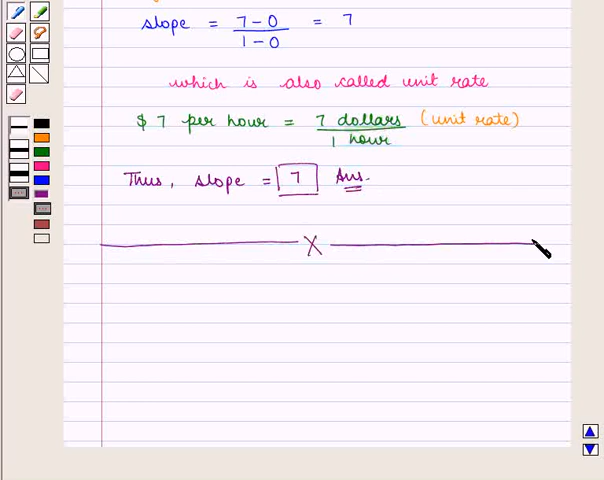 slope = 7-0/1-0 = 7
which is also called unit rate
$ 7 per hour = 7 dollars/1 hour (unit rate)
Thus, slope = 7 Ans.
X